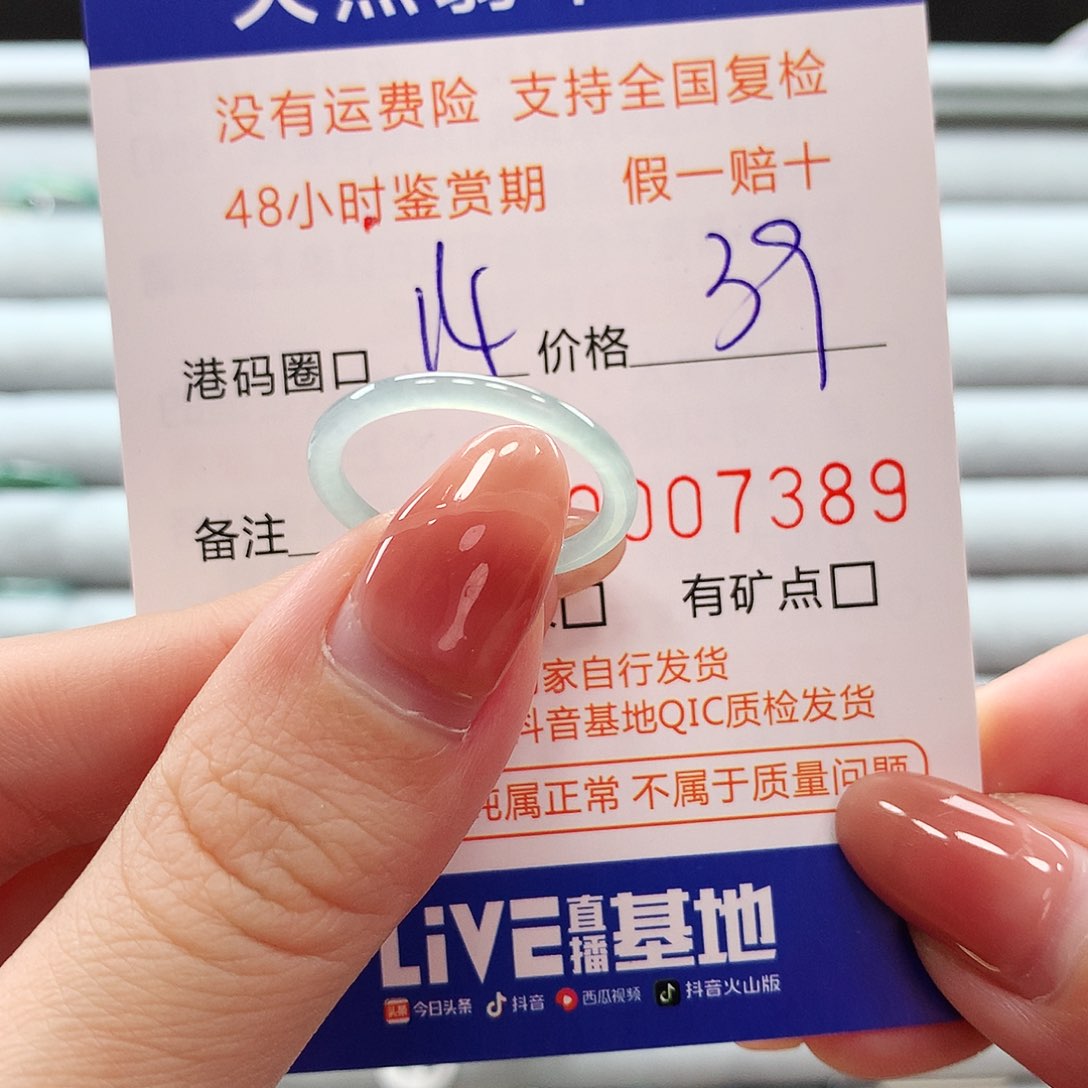 没有运费险 支持全国复检
48小时鉴赏期 假一赔十
港码圈口 14 价格 39
备注 007389
有矿点□
家自行发货
抖音基地QIC质检发货
纯属正常 不属于质量问题
LiVE直播基地
头条 今日头条 抖音 西瓜视频 抖音火山版